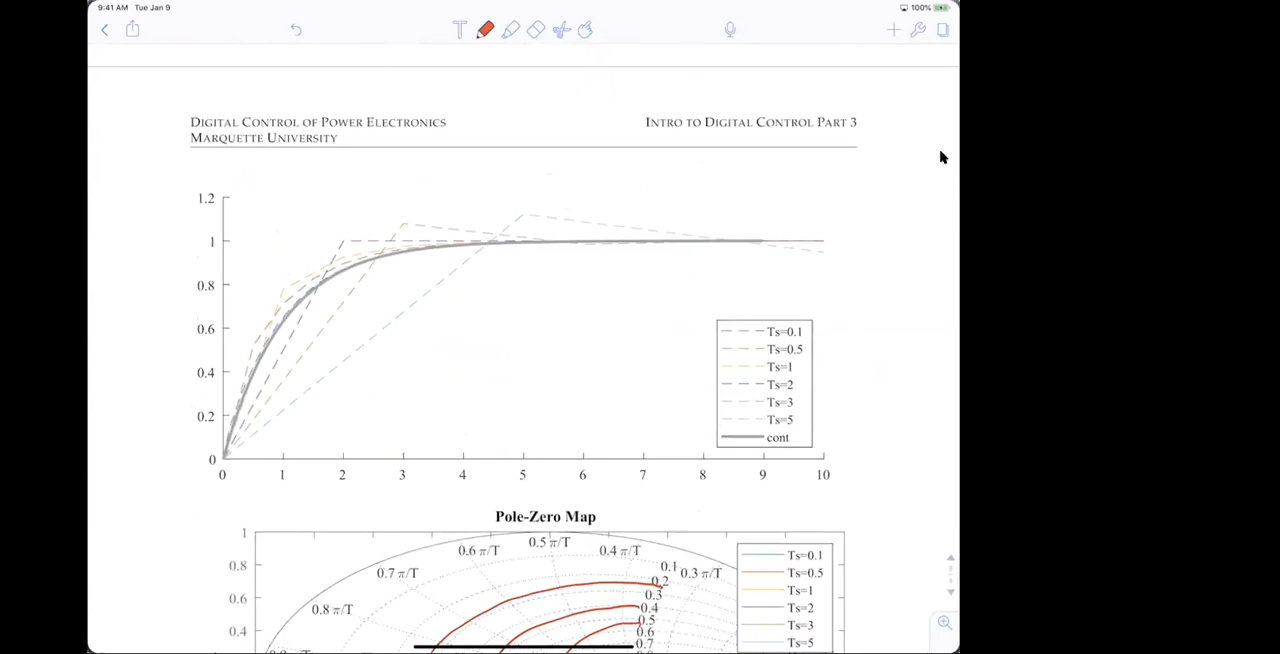 9:41 AM Tue Jan 9
100%
T
DIGITAL CONTROL OF POWER ELECTRONICS
MARQUETTE UNIVERSITY
INTRO TO DIGITAL CONTROL PART 3
1.2
1
0.8
0.6
0.4
0.2
0
0 1 2 3 4 5 6 7 8 9 10
Ts=0.1
Ts=0.5
Ts=1
Ts=2
Ts=3
Ts=5
cont
Pole-Zero Map
1
0.8
0.6
0.4
0.8 π/T
0.7 π/T
0.6 π/T
0.5 π/T
0.4 π/T
0.3 π/T
0.1
0.2
0.3
0.4
0.5
0.6
0.7
Ts=0.1
Ts=0.5
Ts=1
Ts=2
Ts=3
Ts=5